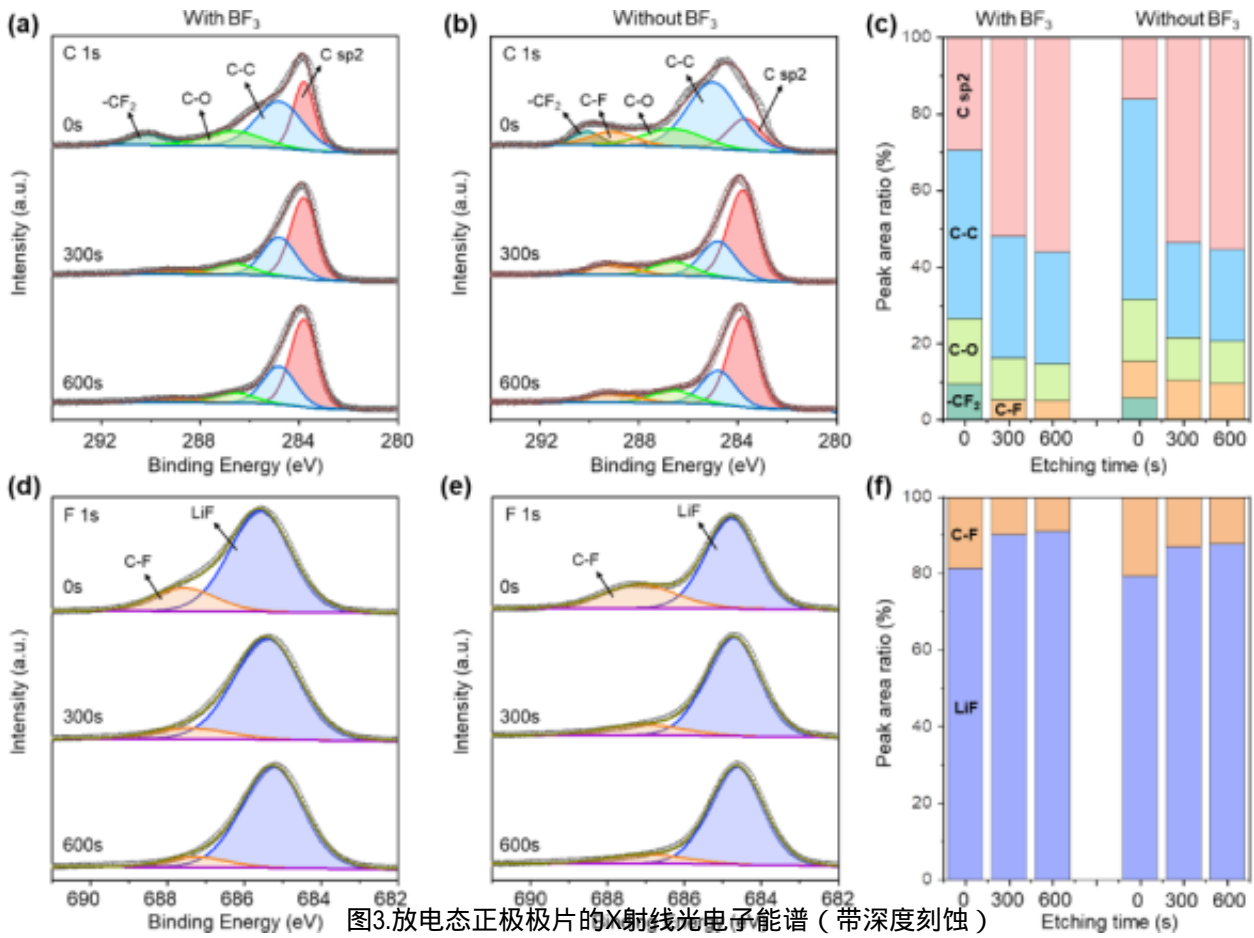 (a)
With BF3
C 1s
C sp2
C-C
C-O
-CF2
0s
300s
600s
Intensity (a.u.)
292 288 284 280
Binding Energy (eV)
(b)
Without BF3
C 1s
C-C
C sp2
-CF2
C-F
C-O
0s
300s
600s
Intensity (a.u.)
292 288 284 280
Binding Energy (eV)
(c)
With BF3 Without BF3
100
80
60
40
20
0
Peak area ratio (%)
C sp2
C-C
C-O
-CF2
C-F
0 300 600 0 300 600
Etching time (s)
(d)
F 1s
LiF
C-F
0s
300s
600s
Intensity (a.u.)
690 688 686 684 682
Binding Energy (eV)
(e)
F 1s
LiF
C-F
0s
300s
600s
Intensity (a.u.)
690 688 686 684 682
Binding Energy (eV)
(f)
100
80
60
40
20
0
Peak area ratio (%)
C-F
LiF
0 300 600 0 300 600
Etching time (s)
图3.放电态正极极片的X射线光电子能谱（带深度刻蚀）